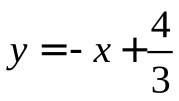 y = - x + 4/3